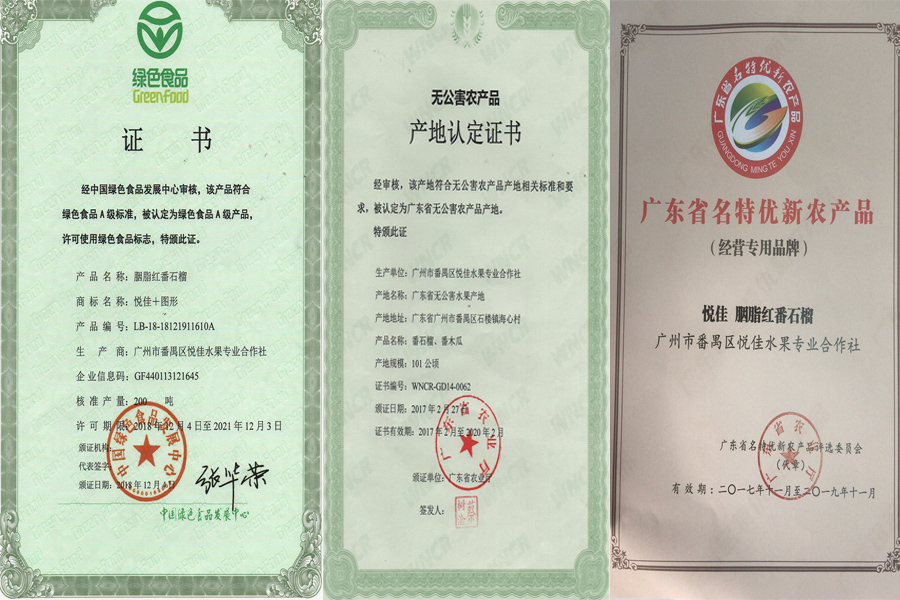 绿色食品
Greenfood
证 书
经中国绿色食品发展中心审核，该产品符合
绿色食品A级标准，被认定为绿色食品A级产品，
许可使用绿色食品标志，特颁此证。
产 品 名 称：胭脂红番石榴
商 标 名 称：悦佳＋图形
产 品 编 号：LB-18-18121911610A
生 产 商：广州市番禺区悦佳水果专业合作社
企业信息码：GF440113121645
核 准 产 量：200 吨
许 可 期 限：2018年12月4日至2021年12月3日
颁证机构：
代表签字：
颁证日期：2018年12月4日
中国绿色食品发展中心
张华荣
中国绿色食品发展中心
无公害农产品
产地认定证书
经审核，该产地符合无公害农产品产地相关标准和要
求，被认定为广东省无公害农产品产地。
特颁此证
生产单位：广州市番禺区悦佳水果专业合作社
产地名称：广东省无公害水果产地
产地地址：广东省广州市番禺区石楼镇海心村
产品名称：番石榴、番木瓜
产地规模：101公顷
证书编号：WNCR-GD14-0062
颁证日期：2017年2月27日
证书有效期：2017年2月至2020年2月
颁证单位：广东省农业厅
签发人：
广东省农业厅
广东省名特优新农产品
GUANGDONG MING TE YOU XIN
广东省名特优新农产品
（经营专用品牌）
悦佳 胭脂红番石榴
广州市番禺区悦佳水果专业合作社
广东省名特优新农产品评选委员会
（代章）
有 效 期：二〇一七年十一月至二〇一九年十一月